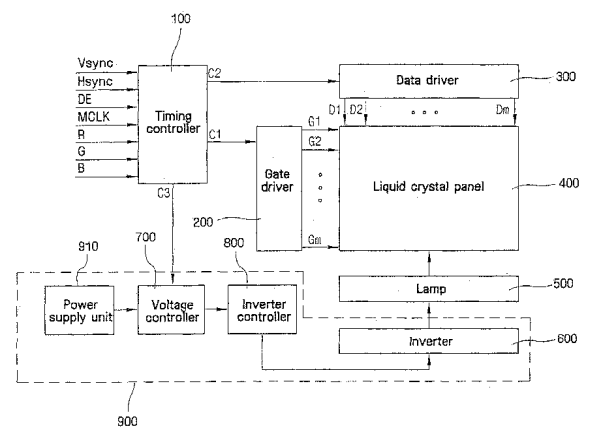 100
Vsync
Hsync
DE
MCLK
R
G
B
Timing
controller
C2
C1
C3
Data driver
300
D1 D2 Dm
G1
G2
Gm
Gate
driver
200
Liquid crystal panel
400
910
700
800
Power
supply unit
Voltage
controller
Inverter
controller
Lamp
500
Inverter
600
900